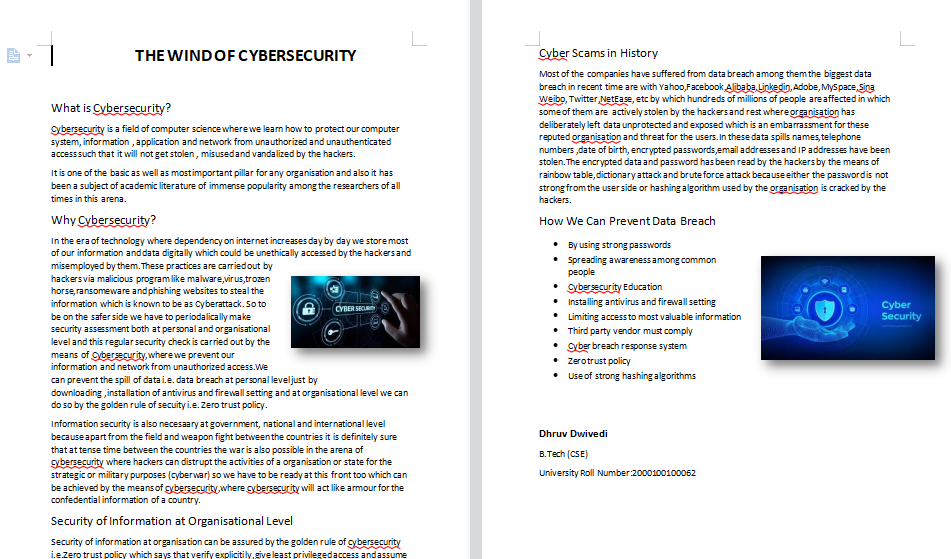 THE WIND OF CYBERSECURITY
What is Cybersecurity?
Cybersecurity is a field of computer science where we learn how to protect our computer
system, information , application and network from unauthorized and unauthenticated
access such that it will not get stolen , misused and vandalized by the hackers.
It is one of the basic as well as most important pillar for any organisation and also it has
been a subject of academic literature of immense popularity among the researchers of all
times in this arena.
Why Cybersecurity?
In the era of technology where dependency on internet increases day by day we store most
of our information and data digitally which could be unethically accessed by the hackers and
misemployed by them.These practices are carried out by
hackers via malicious program like malware,virus,trozen
horse,ransomeware and phishing websites to steal the
information which is known to be as Cyberattack. So to
be on the safer side we have to periodalically make
security assessment both at personal and organisational
level and this regular security check is carried out by the
means of Cybersecurity,where we prevent our
information and network from unauthorized access.We
can prevent the spill of data i.e. data breach at personal level just by
downloading ,installation of antivirus and firewall setting and at organisational level we can
do so by the golden rule of secuity i.e. Zero trust policy.
CYBER SECURITY
Information security is also necesaary at government, national and international level
because apart from the field and weapon fight between the countries it is definitely sure
that at tense time between the countries the war is also possible in the arena of
cybersecurity where hackers can distrupt the activities of a organisation or state for the
strategic or military purposes (cyberwar) so we have to be ready at this front too which can
be achieved by the means of cybersecurity,where cybersecurity will act like armour for the
confedential information of a country.
Security of Information at Organisational Level
Security of information at organisation can be assured by the golden rule of cybersecurity
i.e.Zero trust policy which says that verify explicitily ,give least privileged access and assume
Cyber Scams in History
Most of the companies have suffered from data breach among them the biggest data
breach in recent time are with Yahoo,Facebook,Alibaba,Linkedin,Adobe,MySpace,Sina
Weibo, Twitter,NetEase, etc by which hundreds of millions of people are affected in which
some of them are actively stolen by the hackers and rest where organisation has
deliberately left data unprotected and exposed which is an embarrassment for these
reputed organisation and threat for the users. In these data spills names,telephone
numbers ,date of birth, encrypted passwords,email addresses and IP addresses have been
stolen.The encrypted data and password has been read by the hackers by the means of
rainbow table,dictionary attack and brute force attack because either the password is not
strong from the user side or hashing algorithm used by the organisation is cracked by the
hackers.
How We Can Prevent Data Breach
• By using strong passwords
• Spreading awareness among common
people
• Cybersecurity Education
• Installing antivirus and firewall setting
• Limiting access to most valuable information
• Third party vendor must comply
• Cyber breach response system
• Zero trust policy
• Use of strong hashing algorithms
Cyber
Security
Dhruv Dwivedi
B.Tech (CSE)
University Roll Number:2000100100062